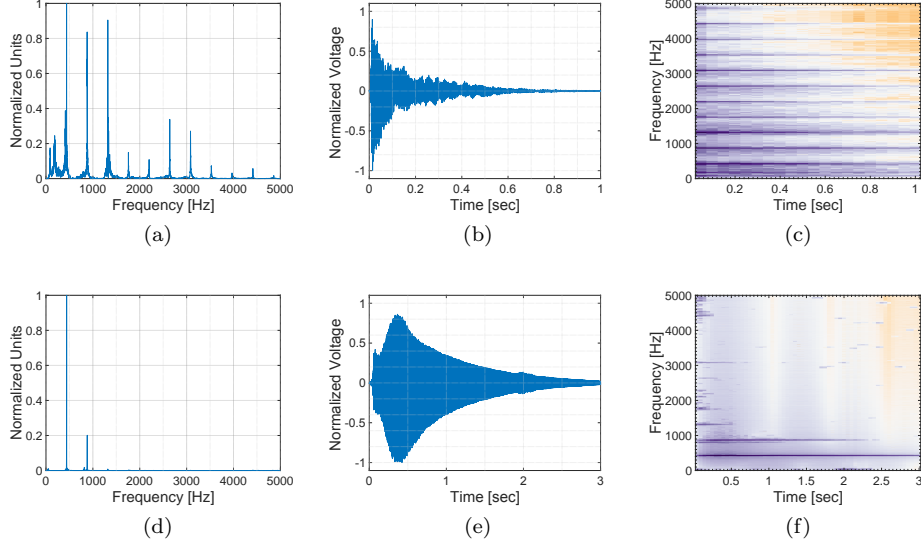 1
0.8
0.6
0.4
0.2
0
0 1000 2000 3000 4000 5000
Normalized Units
Frequency [Hz]
(a)
1
0.5
0
-0.5
-1
0 0.2 0.4 0.6 0.8 1
Normalized Voltage
Time [sec]
(b)
5000
4000
3000
2000
1000
0
0.2 0.4 0.6 0.8 1
Frequency [Hz]
Time [sec]
(c)
1
0.8
0.6
0.4
0.2
0
0 1000 2000 3000 4000 5000
Normalized Units
Frequency [Hz]
(d)
1
0.5
0
-0.5
-1
0 1 2 3
Normalized Voltage
Time [sec]
(e)
5000
4000
3000
2000
1000
0
0.5 1 1.5 2 2.5 3
Frequency [Hz]
Time [sec]
(f)